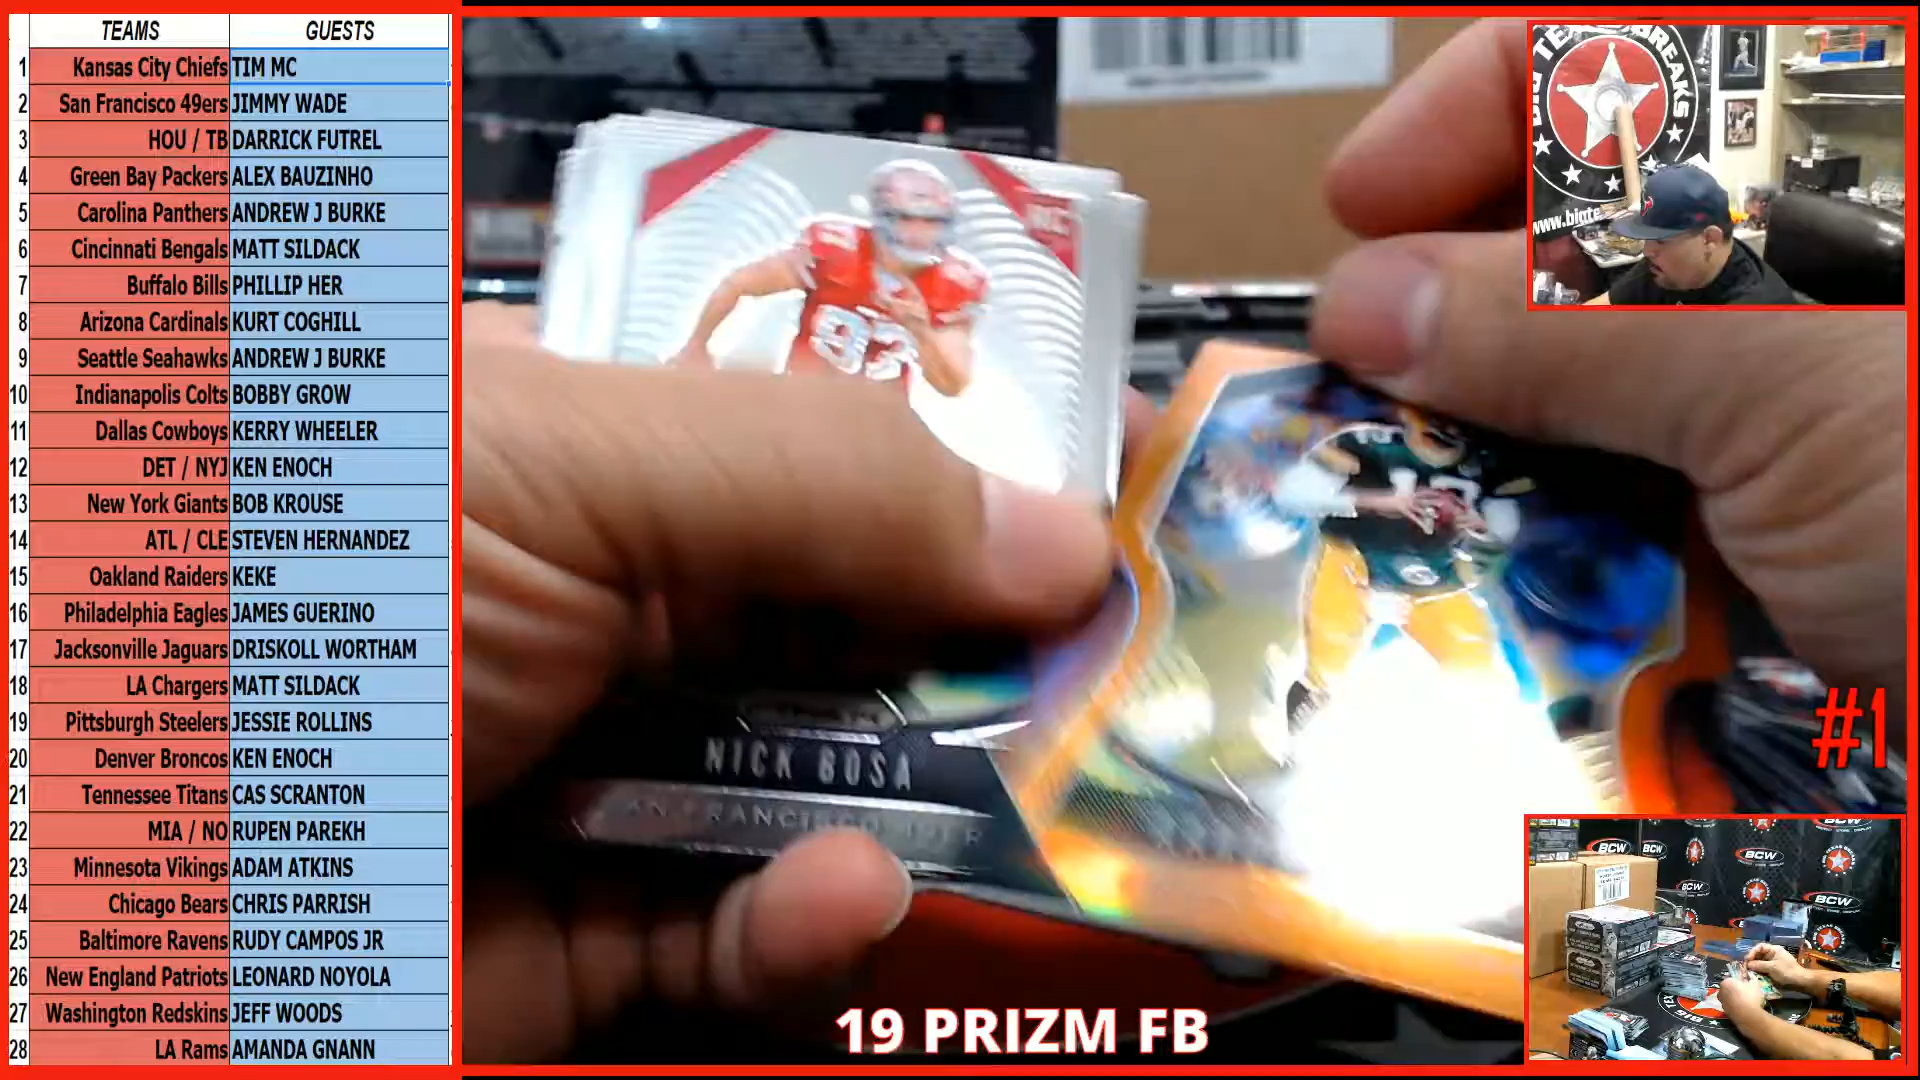 TEAMS GUESTS
1 Kansas City Chiefs TIM MC
2 San Francisco 49ers JIMMY WADE
3 HOU / TB DARRICK FUTREL
4 Green Bay Packers ALEX BAUZINHO
5 Carolina Panthers ANDREW J BURKE
6 Cincinnati Bengals MATT SILDACK
7 Buffalo Bills PHILLIP HER
8 Arizona Cardinals KURT COGHILL
9 Seattle Seahawks ANDREW J BURKE
10 Indianapolis Colts BOBBY GROW
11 Dallas Cowboys KERRY WHEELER
12 DET / NYJ KEN ENOCH
13 New York Giants BOB KROUSE
14 ATL / CLE STEVEN HERNANDEZ
15 Oakland Raiders KEKE
16 Philadelphia Eagles JAMES GUERINO
17 Jacksonville Jaguars DRISKOLL WORTHAM
18 LA Chargers MATT SILDACK
19 Pittsburgh Steelers JESSIE ROLLINS
20 Denver Broncos KEN ENOCH
21 Tennessee Titans CAS SCRANTON
22 MIA / NO RUPEN PAREKH
23 Minnesota Vikings ADAM ATKINS
24 Chicago Bears CHRIS PARRISH
25 Baltimore Ravens RUDY CAMPOS JR
26 New England Patriots LEONARD NOYOLA
27 Washington Redskins JEFF WOODS
28 LA Rams AMANDA GNANN
BREAKS
www.bigte
12
NICK BOSA
#1
BCW
BCW
BCW
BCW
BCW
19 PRIZM FB